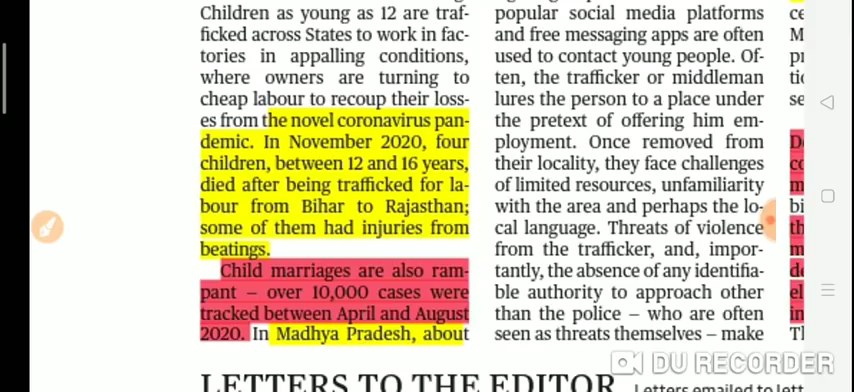 Children as young as 12 are traf-
ficked across States to work in fac-
tories in appalling conditions,
where owners are turning to
cheap labour to recoup their loss-
es from the novel coronavirus pan-
demic. In November 2020, four
children, between 12 and 16 years,
died after being trafficked for la-
bour from Bihar to Rajasthan;
some of them had injuries from
beatings.
Child marriages are also ram-
pant – over 10,000 cases were
tracked between April and August
2020. In Madhya Pradesh, about
popular social media platforms
and free messaging apps are often
used to contact young people. Of-
ten, the trafficker or middleman
lures the person to a place under
the pretext of offering him em-
ployment. Once removed from
their locality, they face challenges
of limited resources, unfamiliarity
with the area and perhaps the lo-
cal language. Threats of violence
from the trafficker, and, impor-
tantly, the absence of any identifia-
ble authority to approach other
than the police – who are often
seen as threats themselves – make
DU RECORDER
LETTERS TO THE EDITOR
Letters emailed to lett